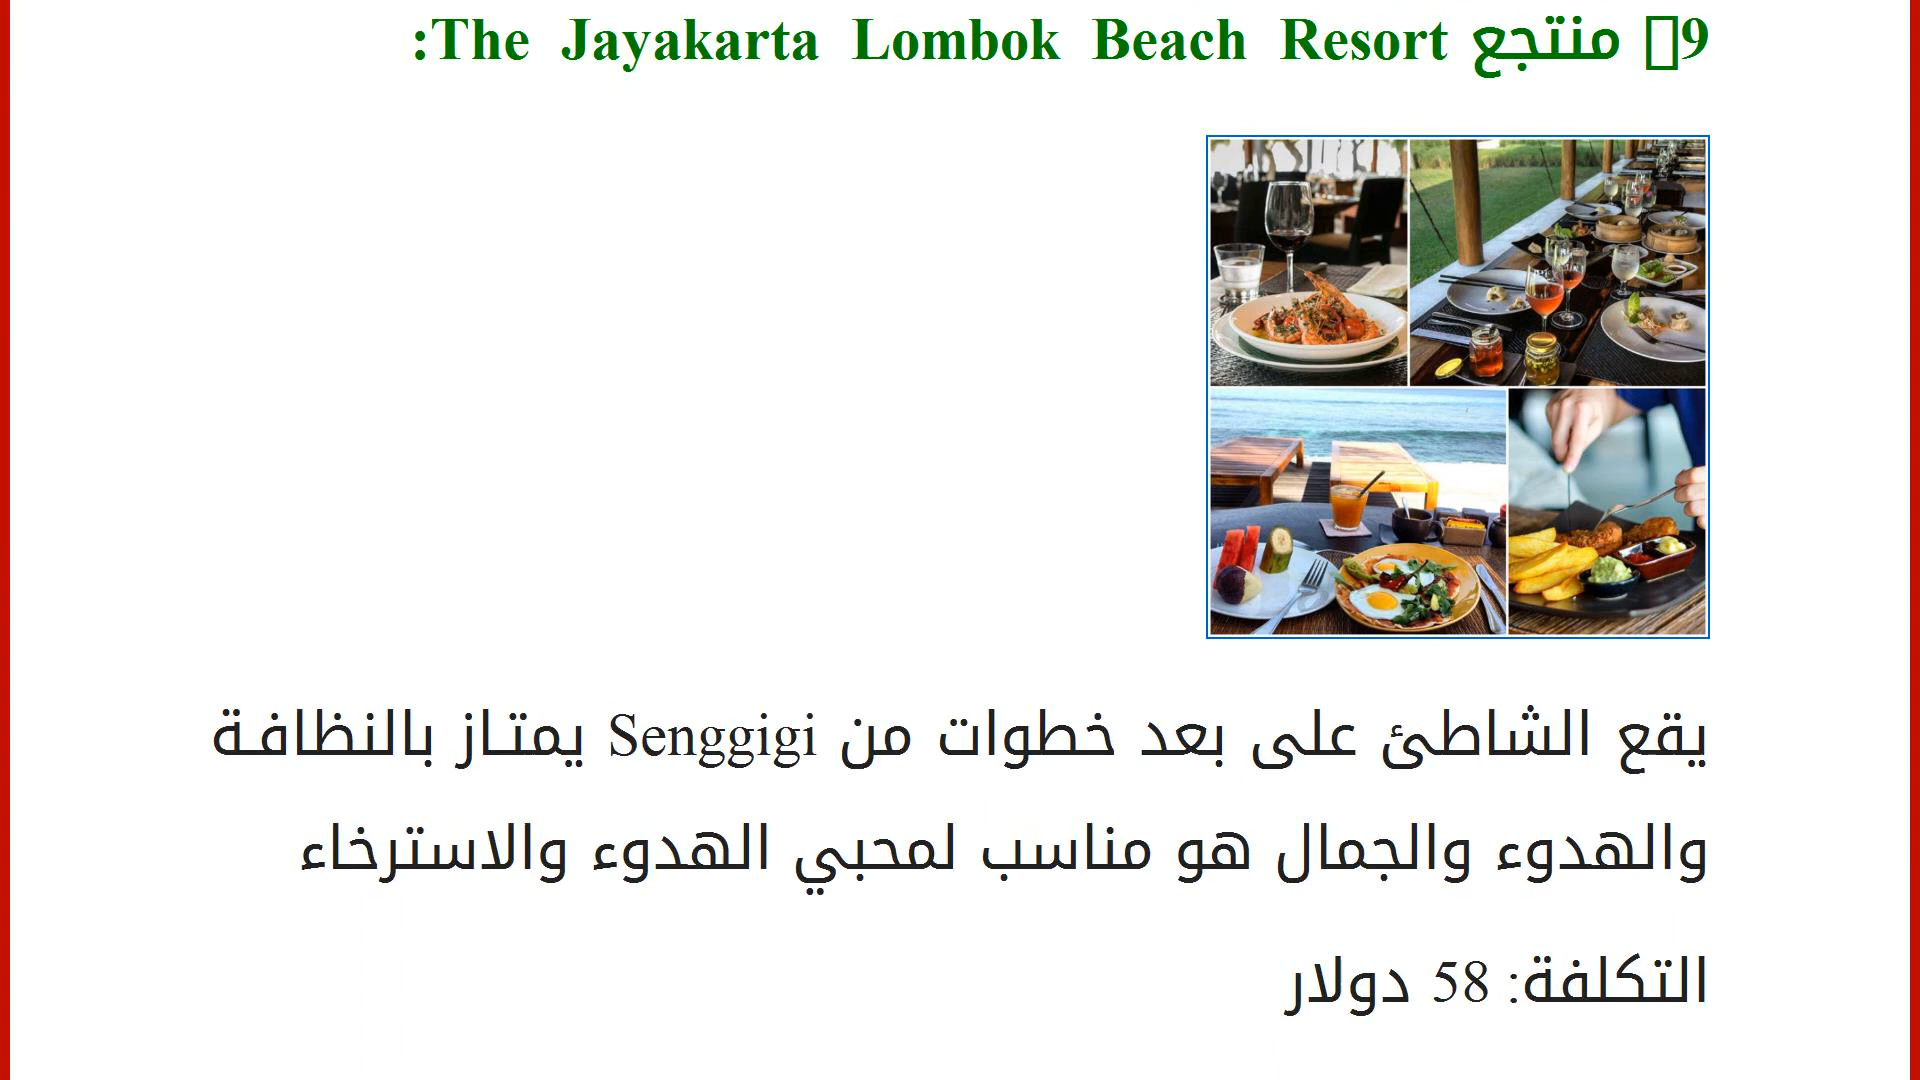 9 منتجع The Jayakarta Lombok Beach Resort:
يقع الشاطئ على بعد خطوات من Senggigi يمتاز بالنظافة
والهدوء والجمال هو مناسب لمحبي الهدوء والاسترخاء
التكلفة: 58 دولار